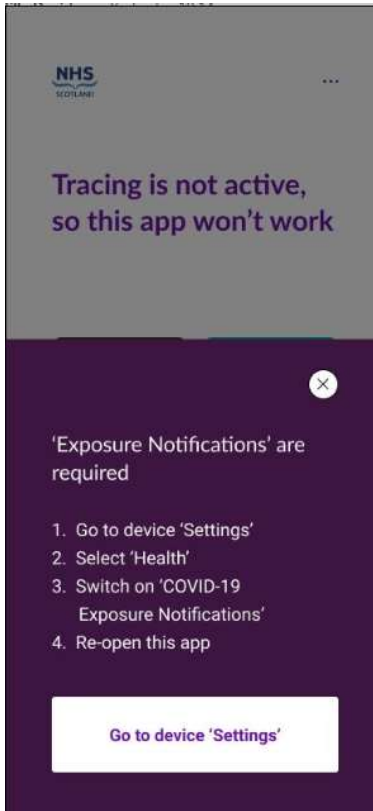 NHS
SCOTLAND
...
Tracing is not active,
so this app won't work
‘Exposure Notifications’ are
required
1. Go to device ‘Settings’
2. Select ‘Health’
3. Switch on ‘COVID-19
Exposure Notifications’
4. Re-open this app
Go to device ‘Settings’